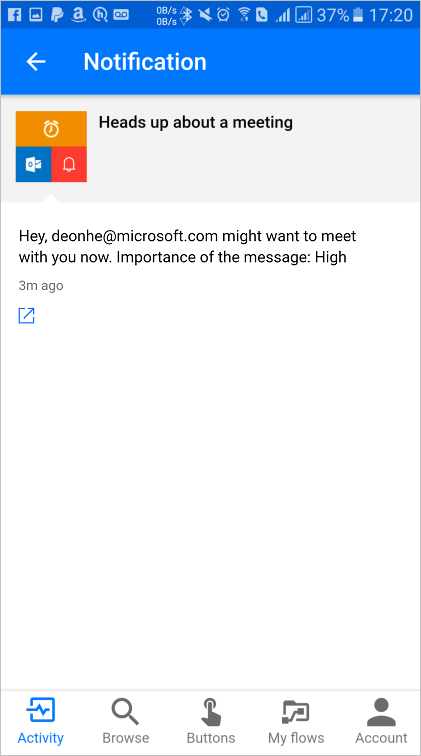 0B/s
0B/s
37% 17:20
Notification
Heads up about a meeting
Hey, deonhe@microsoft.com might want to meet
with you now. Importance of the message: High
3m ago
Activity Browse Buttons My flows Account